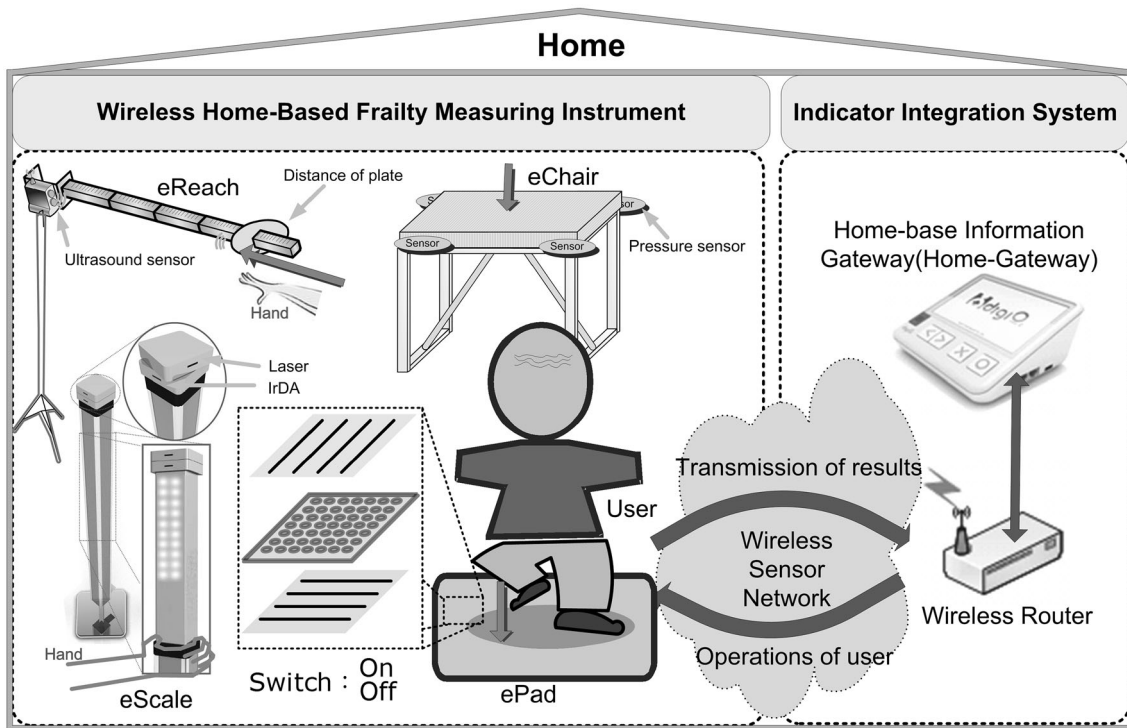 Home
Wireless Home-Based Frailty Measuring Instrument
Indicator Integration System
eReach
Distance of plate
Ultrasound sensor
Hand
eChair
Sensor
Sensor
Pressure sensor
Home-base Information
Gateway(Home-Gateway)
Laser
IrDA
Hand
eScale
Switch : On
Off
User
ePad
Transmission of results
Wireless
Sensor
Network
Operations of user
Wireless Router